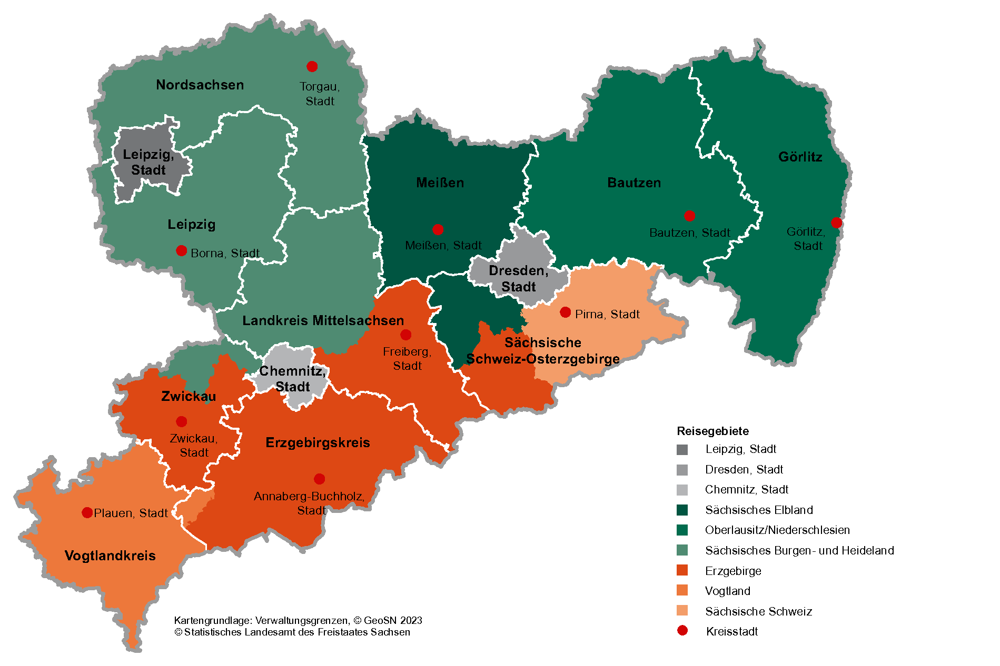 Nordsachsen
Torgau,
Stadt
Leipzig,
Stadt
Görlitz
Meißen
Bautzen
Leipzig
Borna, Stadt
Meißen, Stadt
Bautzen, Stadt
Görlitz,
Stadt
Dresden,
Stadt
Pirna, Stadt
Landkreis Mittelsachsen
Freiberg,
Stadt
Sächsische
Schweiz-Osterzgebirge
Chemnitz,
Stadt
Zwickau
Zwickau,
Stadt
Erzgebirgskreis
Annaberg-Buchholz,
Stadt
Plauen, Stadt
Vogtlandkreis
Reisegebiete
Leipzig, Stadt
Dresden, Stadt
Chemnitz, Stadt
Sächsisches Elbland
Oberlausitz/Niederschlesien
Sächsisches Burgen- und Heideland
Erzgebirge
Vogtland
Sächsische Schweiz
Kreisstadt
Kartengrundlage: Verwaltungsgrenzen, © GeoSN 2023
© Statistisches Landesamt des Freistaates Sachsen